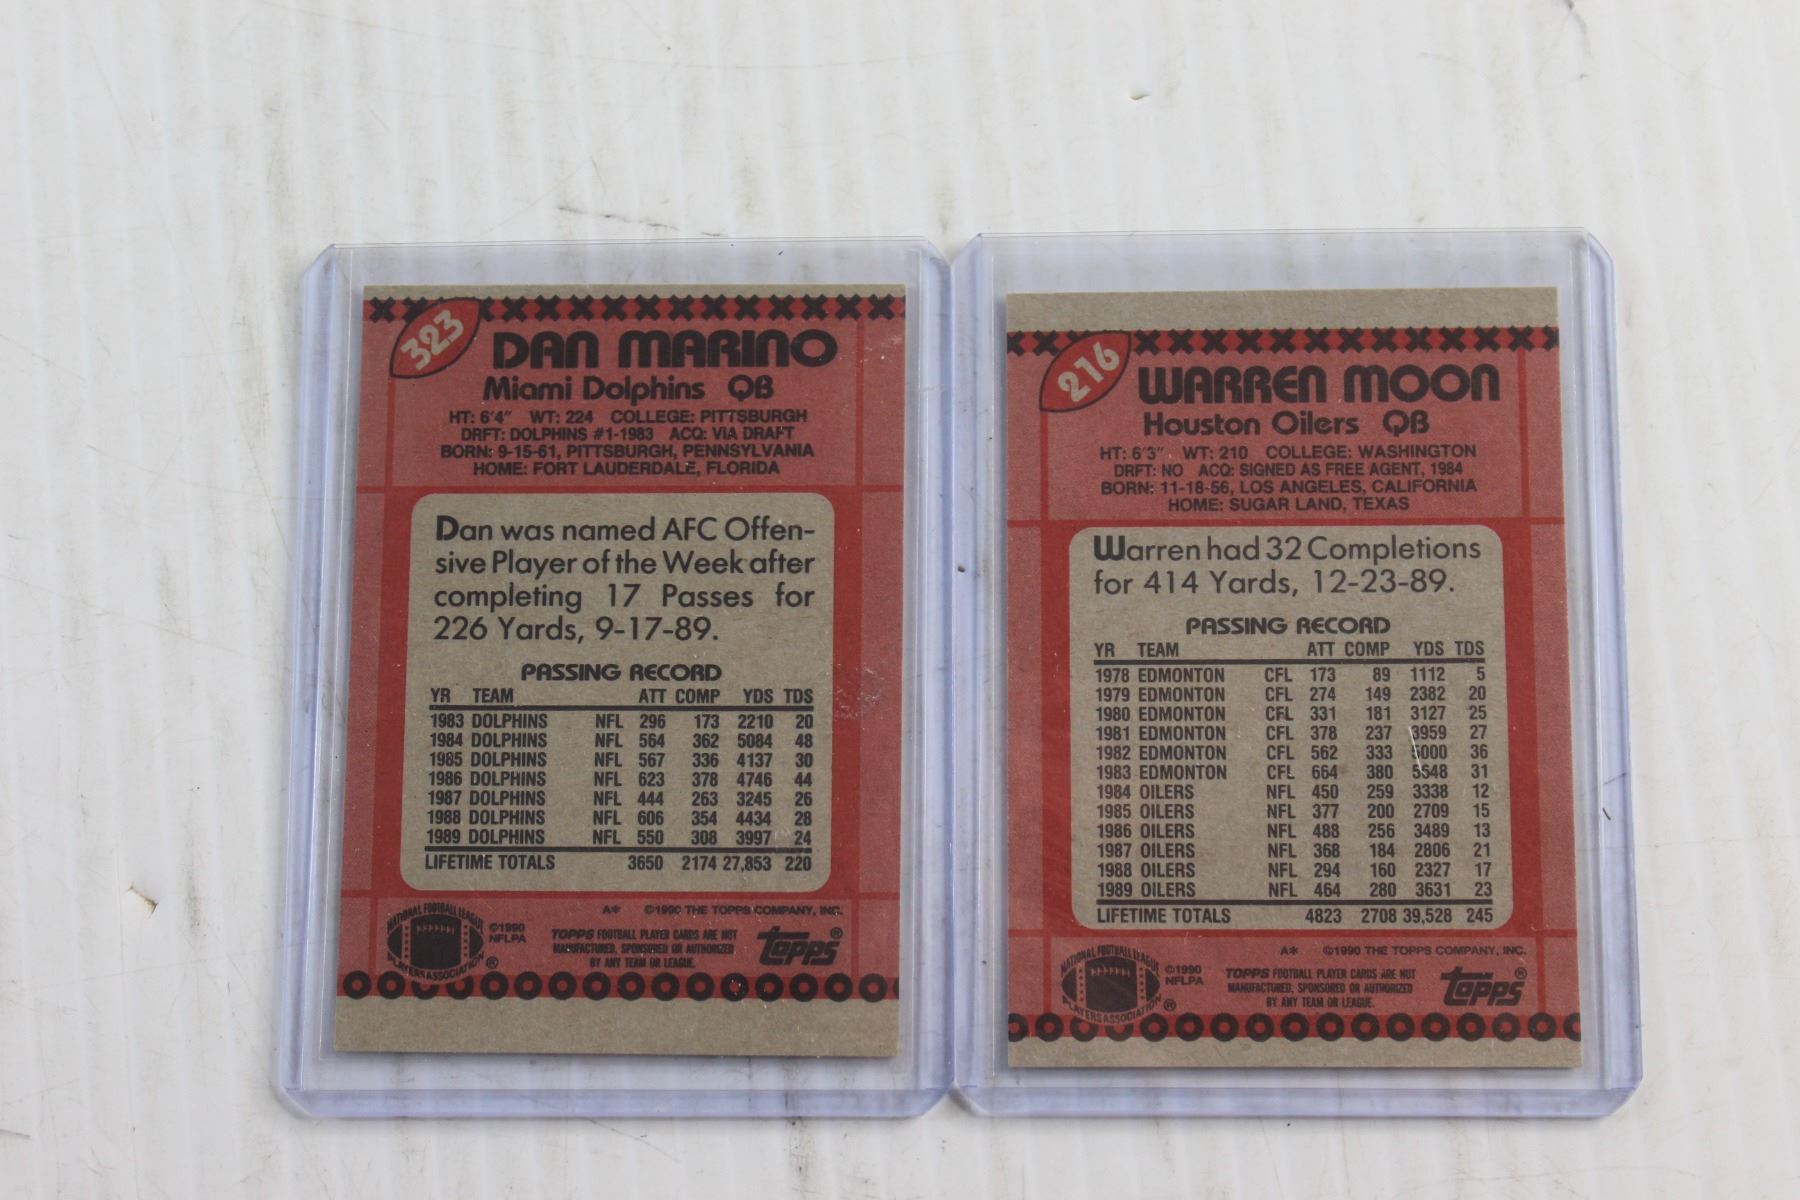 323
DAN MARINO
Miami Dolphins QB
HT: 6'4" WT: 224 COLLEGE: PITTSBURGH
DRFT: DOLPHINS #1-1983 ACQ: VIA DRAFT
BORN: 9-15-61, PITTSBURGH, PENNSYLVANIA
HOME: FORT LAUDERDALE, FLORIDA
Dan was named AFC Offen-
sive Player of the Week after
completing 17 Passes for
226 Yards, 9-17-89.
PASSING RECORD
YR TEAM ATT COMP YDS TDS
1983 DOLPHINS NFL 296 173 2210 20
1984 DOLPHINS NFL 564 362 5084 48
1985 DOLPHINS NFL 567 336 4137 30
1986 DOLPHINS NFL 623 378 4746 44
1987 DOLPHINS NFL 444 263 3245 26
1988 DOLPHINS NFL 606 354 4434 28
1989 DOLPHINS NFL 550 308 3997 24
LIFETIME TOTALS 3650 2174 27,853 220
A* ©1990 THE TOPPS COMPANY, INC.
NATIONAL FOOTBALL LEAGUE
PLAYERS ASSOCIATION ®
©1990
NFLPA
TOPPS FOOTBALL PLAYER CARDS ARE NOT
MANUFACTURED, SPONSORED OR AUTHORIZED
BY ANY TEAM OR LEAGUE.
Topps®
216
WARREN MOON
Houston Oilers QB
HT: 6'3" WT: 210 COLLEGE: WASHINGTON
DRFT: NO ACQ: SIGNED AS FREE AGENT, 1984
BORN: 11-18-56, LOS ANGELES, CALIFORNIA
HOME: SUGAR LAND, TEXAS
Warren had 32 Completions
for 414 Yards, 12-23-89.
PASSING RECORD
YR TEAM ATT COMP YDS TDS
1978 EDMONTON CFL 173 89 1112 5
1979 EDMONTON CFL 274 149 2382 20
1980 EDMONTON CFL 331 181 3127 25
1981 EDMONTON CFL 378 237 3959 27
1982 EDMONTON CFL 562 333 5000 36
1983 EDMONTON CFL 664 380 5548 31
1984 OILERS NFL 450 259 3338 12
1985 OILERS NFL 377 200 2709 15
1986 OILERS NFL 488 256 3489 13
1987 OILERS NFL 368 184 2806 21
1988 OILERS NFL 294 160 2327 17
1989 OILERS NFL 464 280 3631 23
LIFETIME TOTALS 4823 2708 39,528 245
A* ©1990 THE TOPPS COMPANY, INC.
NATIONAL FOOTBALL LEAGUE
PLAYERS ASSOCIATION ®
©1990
NFLPA
TOPPS FOOTBALL PLAYER CARDS ARE NOT
MANUFACTURED, SPONSORED OR AUTHORIZED
BY ANY TEAM OR LEAGUE.
Topps®